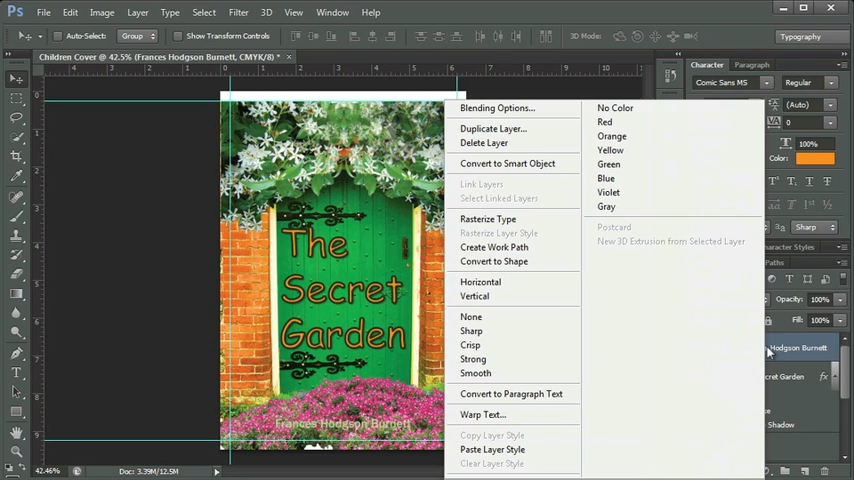 Ps File Edit Image Layer Type Select Filter 3D View Window Help
Auto-Select: Group Show Transform Controls 3D Mode: Typography
Children Cover @ 42.5% (Frances Hodgson Burnett, CMYK/8) *
Character Paragraph
Comic Sans MS Regular
(Auto)
VA 0
100%
Color:
Sharp
Character Styles
Paths
Opacity: 100%
Fill: 100%
Hodgson Burnett
cret Garden fx
Shadow
Blending Options...
Duplicate Layer...
Delete Layer
Convert to Smart Object
Link Layers
Select Linked Layers
Rasterize Type
Rasterize Layer Style
Create Work Path
Convert to Shape
Horizontal
Vertical
None
Sharp
Crisp
Strong
Smooth
Convert to Paragraph Text
Warp Text...
Copy Layer Style
Paste Layer Style
Clear Layer Style
No Color
Red
Orange
Yellow
Green
Blue
Violet
Gray
Postcard
New 3D Extrusion from Selected Layer
The
Secret
Garden
Frances Hodgson Burnett
42.46% Doc: 3.39M/12.5M